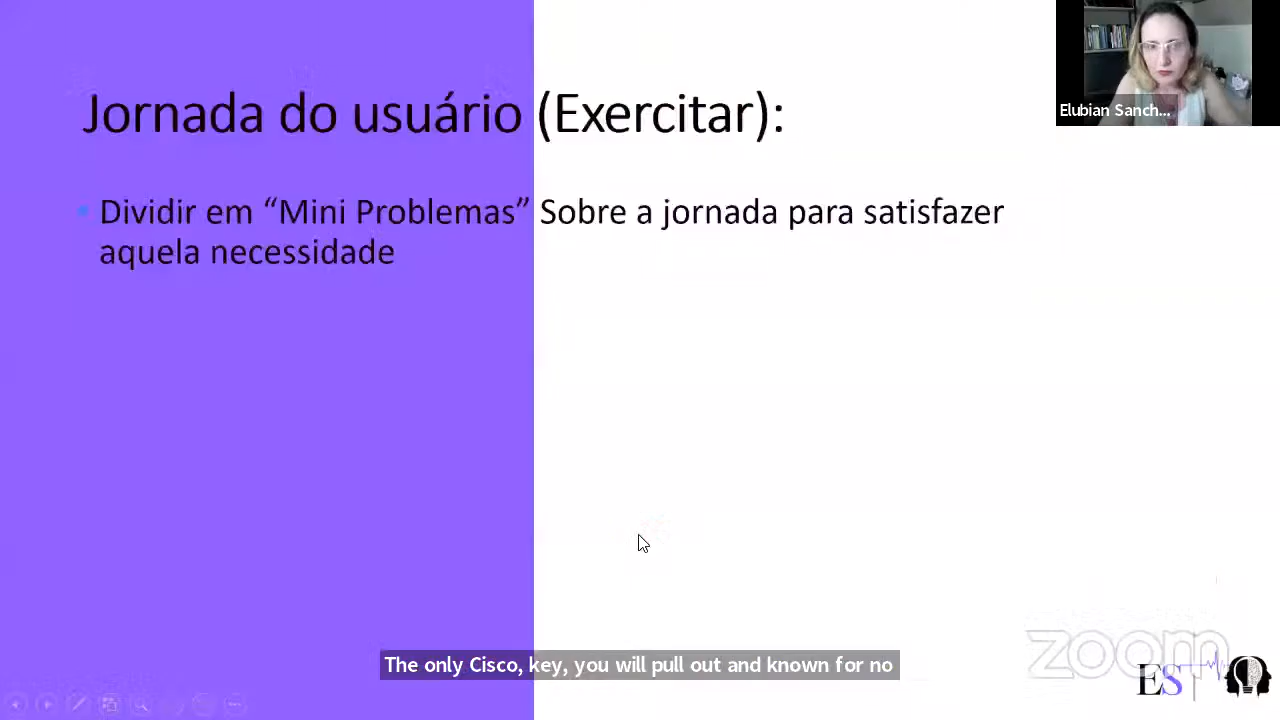 Jornada do usuário (Exercitar):
Elubian Sanch...
• Dividir em “Mini Problemas” Sobre a jornada para satisfazer
aquela necessidade
The only Cisco, key, you will pull out and known for no
zoom
EST